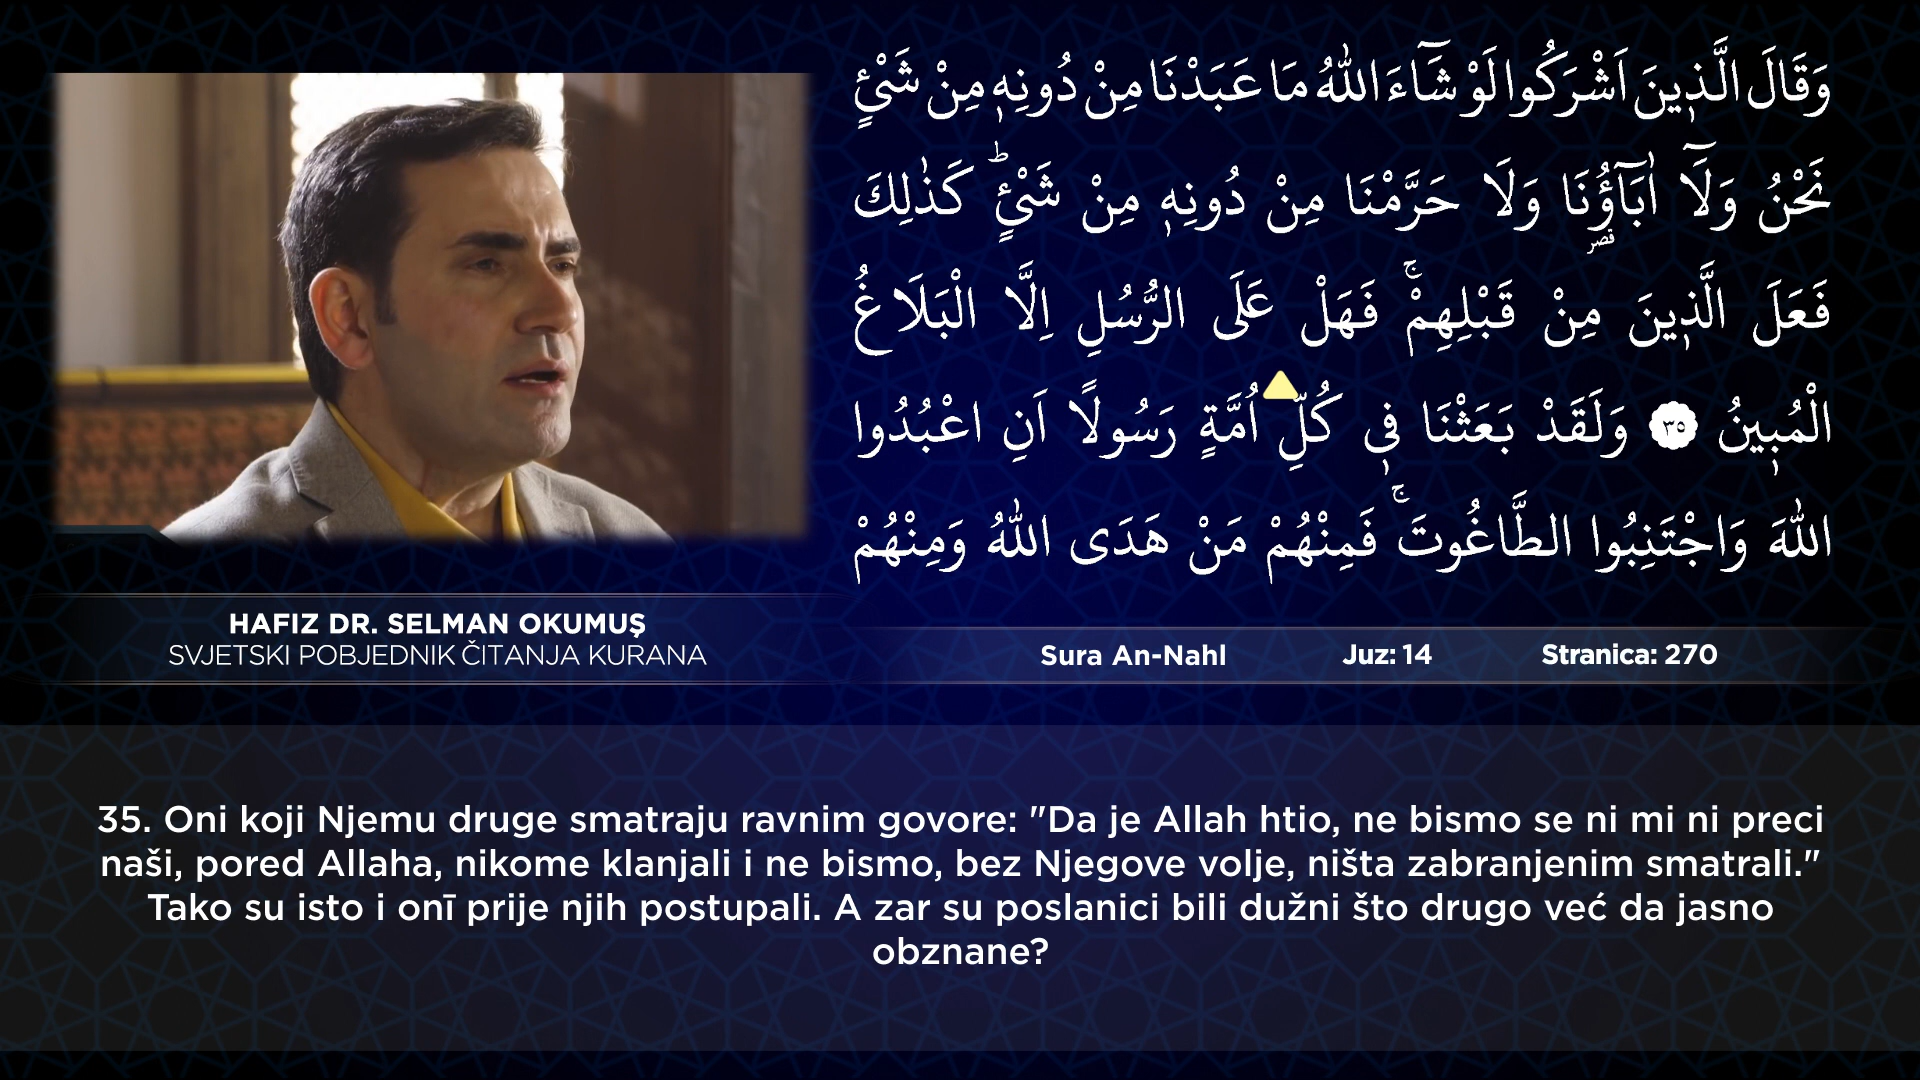 وَقَالَ الَّذ۪ينَ اَشْرَكُوا لَوْ شَٓاءَ اللّٰهُ مَا عَبَدْنَا مِنْ دُونِه۪ مِنْ شَيْءٍ
نَحْنُ وَلَٓا اٰبَٓاؤُ۬نَا وَلَا حَرَّمْنَا مِنْ دُونِه۪ مِنْ شَيْءٍؕ كَذٰلِكَ
قصر
فَعَلَ الَّذ۪ينَ مِنْ قَبْلِهِمْۚ فَهَلْ عَلَى الرُّسُلِ اِلَّا الْبَلَاغُ
الْمُب۪ينُ ٣٥ وَلَقَدْ بَعَثْنَا ف۪ي كُلِّ اُمَّةٍ رَسُولًا اَنِ اعْبُدُوا
اللّٰهَ وَاجْتَنِبُوا الطَّاغُوتَۚ فَمِنْهُمْ مَنْ هَدَى اللّٰهُ وَمِنْهُمْ
HAFIZ DR. SELMAN OKUMUŞ
SVJETSKI POBJEDNIK ČITANJA KURANA
Sura An-Nahl Juz: 14 Stranica: 270
35. Oni koji Njemu druge smatraju ravnim govore: "Da je Allah htio, ne bismo se ni mi ni preci
naši, pored Allaha, nikome klanjali i ne bismo, bez Njegove volje, ništa zabranjenim smatrali."
Tako su isto i onī prije njih postupali. A zar su poslanici bili dužni što drugo već da jasno
obznane?